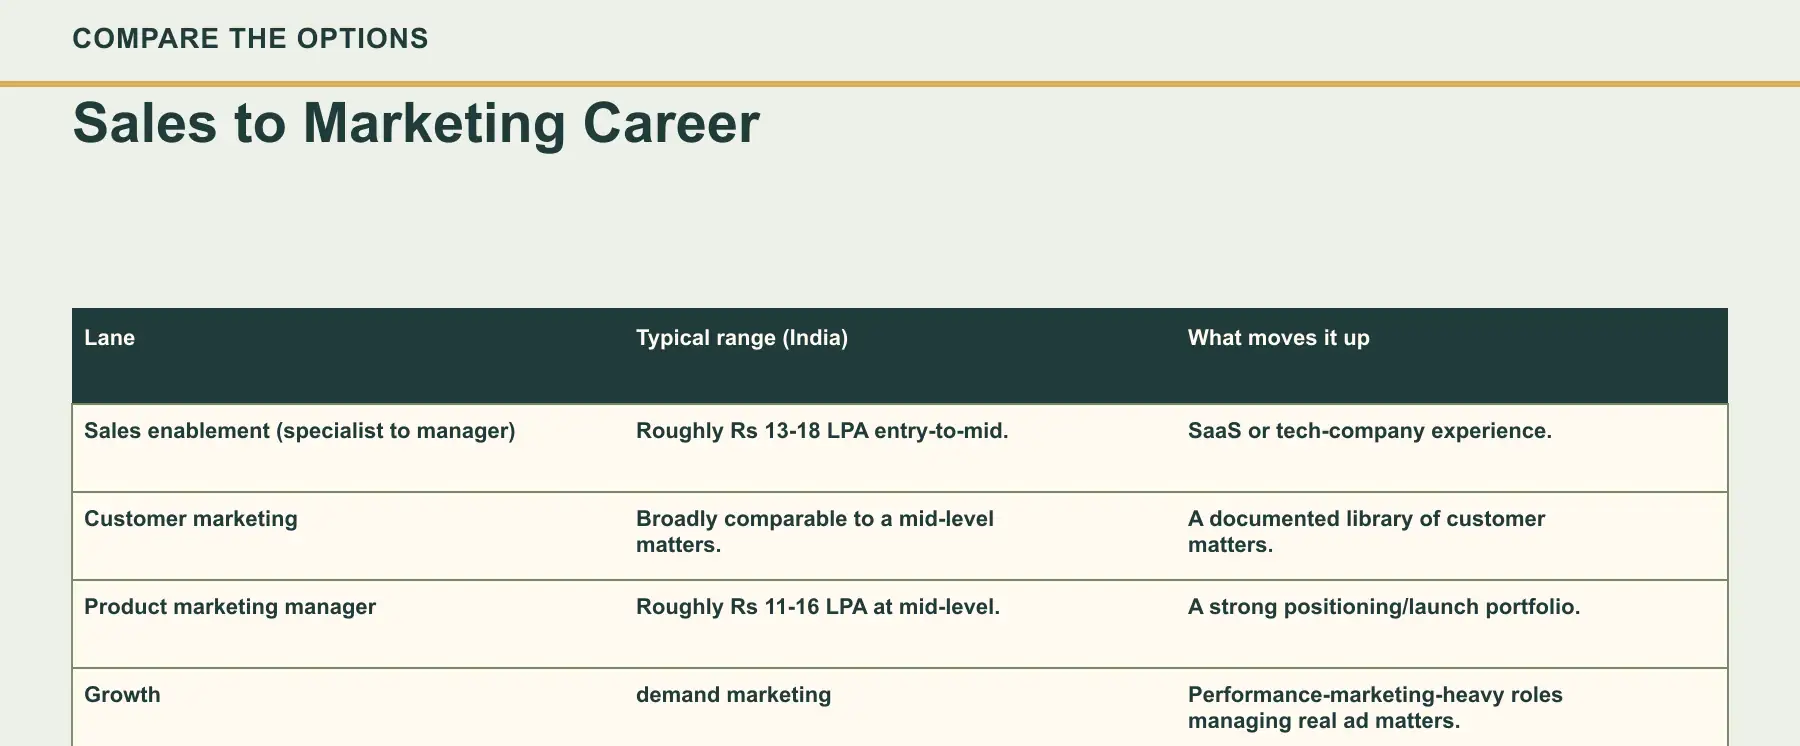 COMPARE THE OPTIONS
Sales to Marketing Career
Lane
Typical range (India)
What moves it up
Sales enablement (specialist to manager)
Roughly Rs 13-18 LPA entry-to-mid.
SaaS or tech-company experience.
Customer marketing
Broadly comparable to a mid-level
matters.
A documented library of customer
matters.
Product marketing manager
Roughly Rs 11-16 LPA at mid-level.
A strong positioning/launch portfolio.
Growth
demand marketing
Performance-marketing-heavy roles
managing real ad matters.